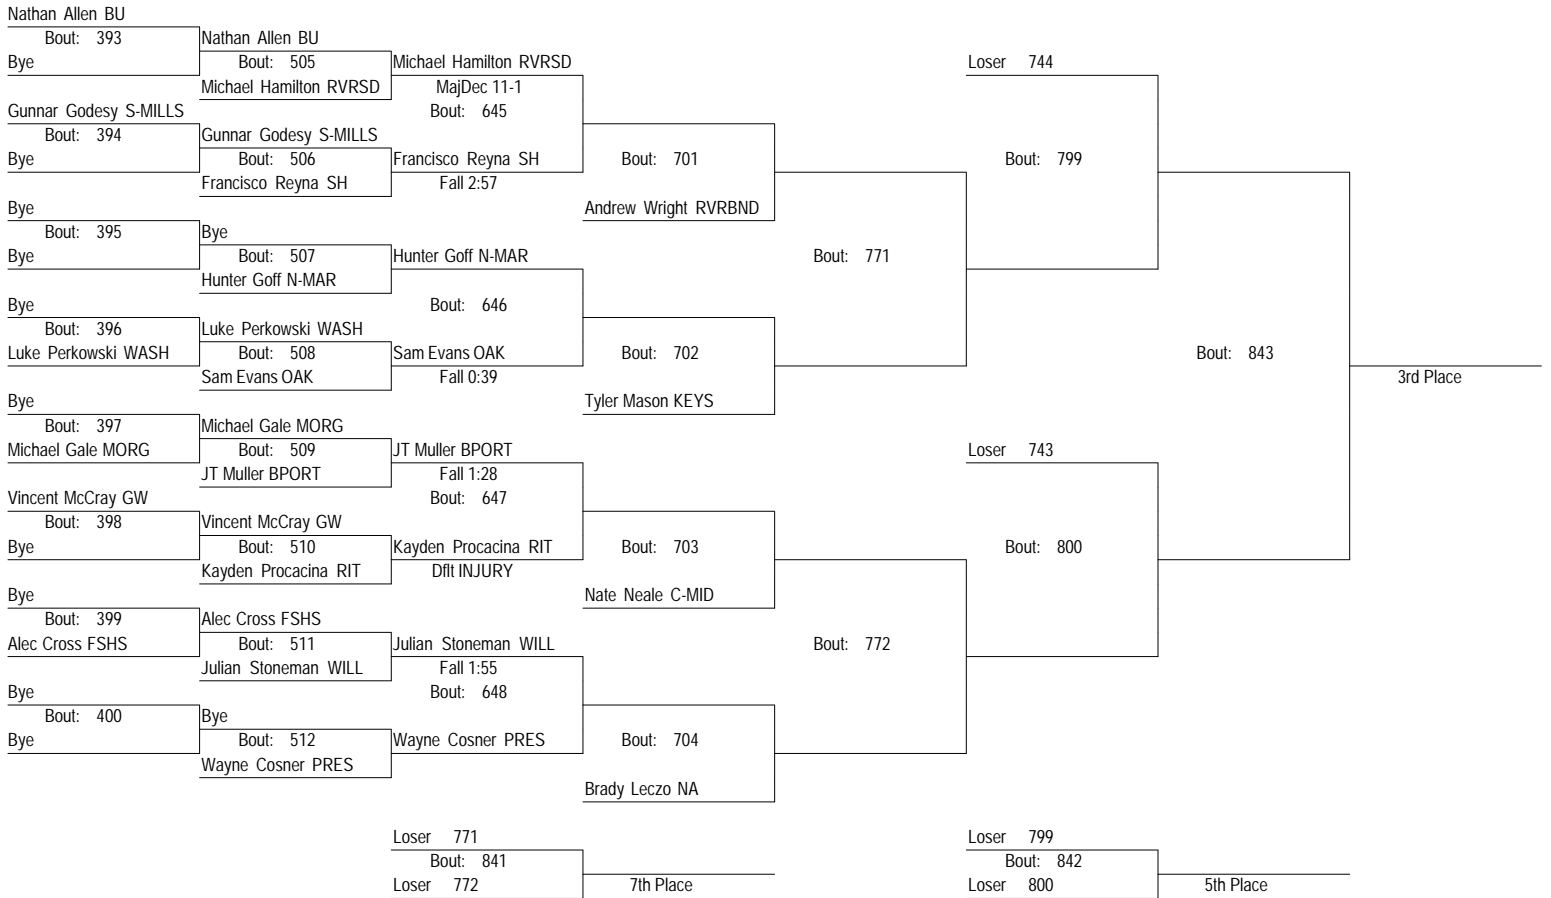 Nathan Allen BU
Bout: 393
Nathan Allen BU
Bye
Bout: 505
Michael Hamilton RVRSD
Loser 744
Michael Hamilton RVRSD
MajDec 11-1
Gunnar Godesy S-MILLS
Bout: 645
Bout: 394
Gunnar Godesy S-MILLS
Bye
Bout: 506
Francisco Reyna SH
Bout: 701
Bout: 799
Francisco Reyna SH
Fall 2:57
Bye
Andrew Wright RVRBND
Bout: 395
Bye
Bye
Bout: 507
Hunter Goff N-MAR
Bout: 771
Hunter Goff N-MAR
Bye
Bout: 646
Bout: 396
Luke Perkowski WASH
Luke Perkowski WASH
Bout: 508
Sam Evans OAK
Bout: 702
Bout: 843
Sam Evans OAK
Fall 0:39
3rd Place
Bye
Tyler Mason KEYS
Bout: 397
Michael Gale MORG
Michael Gale MORG
Bout: 509
JT Muller BPORT
Loser 743
JT Muller BPORT
Fall 1:28
Vincent McCray GW
Bout: 647
Bout: 398
Vincent McCray GW
Bye
Bout: 510
Kayden Procacina RIT
Bout: 703
Bout: 800
Kayden Procacina RIT
Dflt INJURY
Bye
Nate Neale C-MID
Bout: 399
Alec Cross FSHS
Alec Cross FSHS
Bout: 511
Julian Stoneman WILL
Bout: 772
Julian Stoneman WILL
Fall 1:55
Bye
Bout: 648
Bout: 400
Bye
Bye
Bout: 512
Wayne Cosner PRES
Bout: 704
Wayne Cosner PRES
Brady Leczo NA
Loser 771
Loser 799
Bout: 841
Bout: 842
Loser 772
7th Place
Loser 800
5th Place